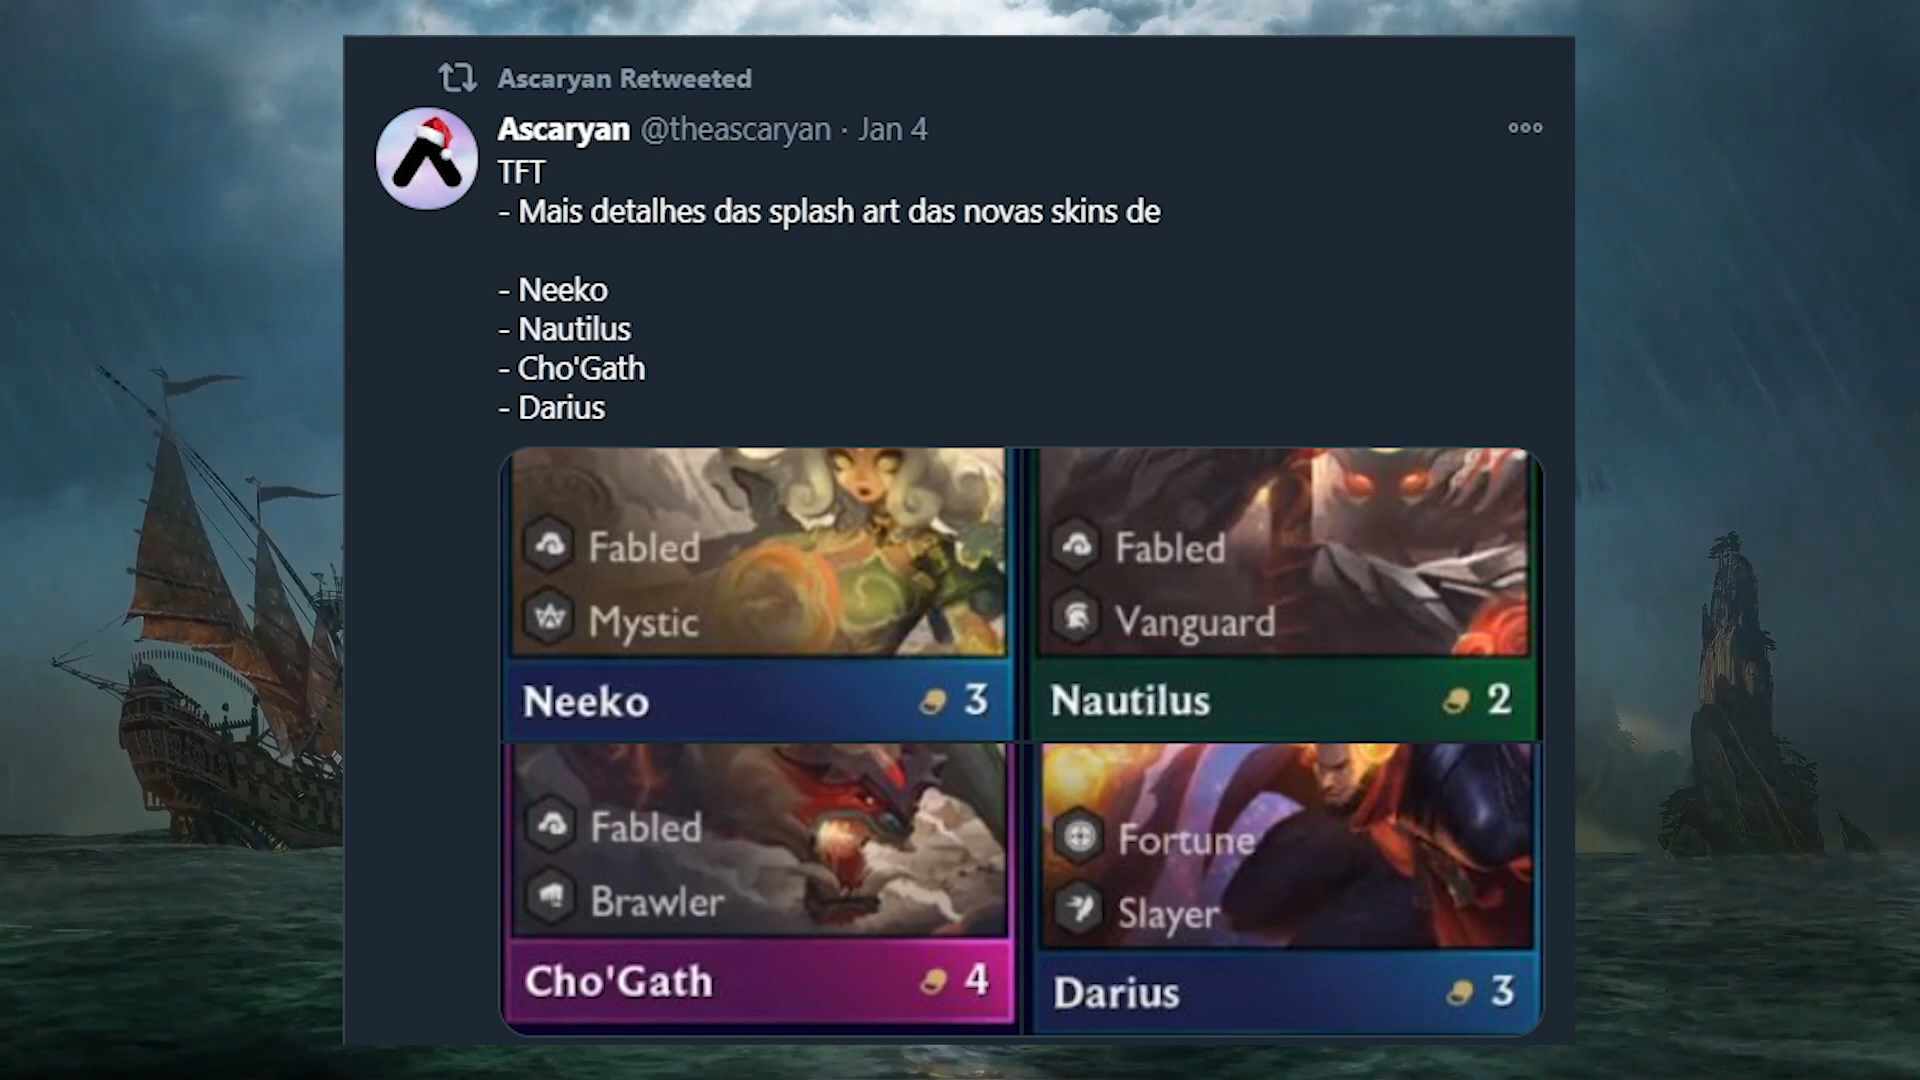 Ascaryan Retweeted
Ascaryan @theascaryan · Jan 4
TFT
- Mais detalhes das splash art das novas skins de
- Neeko
- Nautilus
- Cho'Gath
- Darius
Fabled
Mystic
Neeko 3
Fabled
Vanguard
Nautilus 2
Fabled
Brawler
Cho'Gath 4
Fortune
Slayer
Darius 3